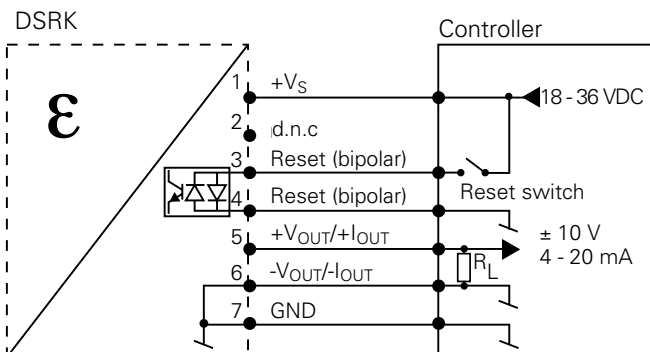 DSRK
Controller
ε
1 +VS
18 - 36 VDC
2 d.n.c
3 Reset (bipolar)
Reset switch
4 Reset (bipolar)
5 +VOUT/+IOUT
± 10 V
4 - 20 mA
RL
6 -VOUT/-IOUT
7 GND